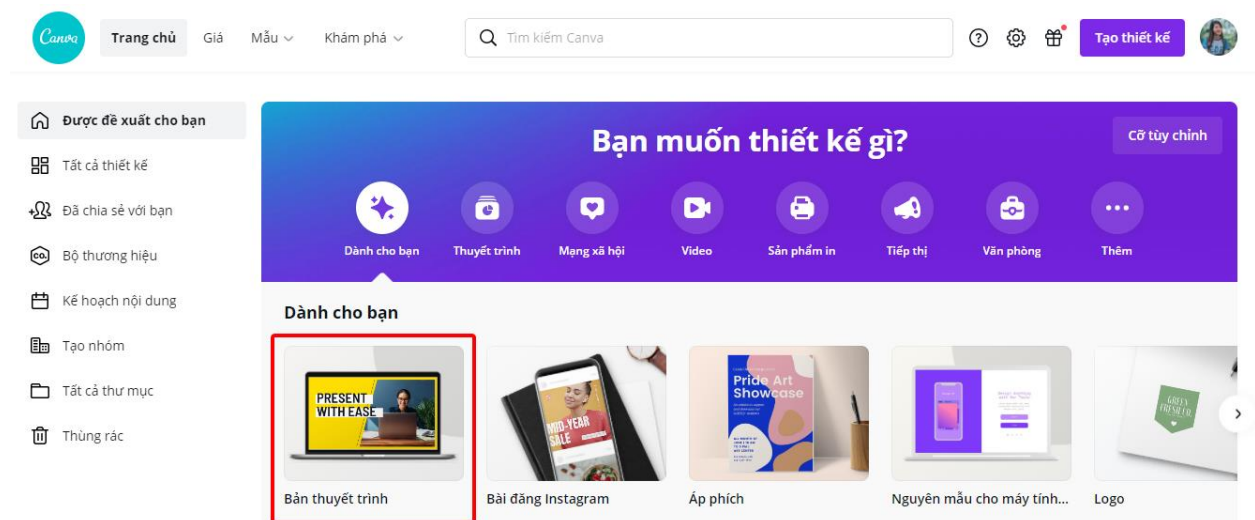 Canva
Trang chủ
Giá
Mẫu
Khám phá
Tìm kiếm Canva
Tạo thiết kế
Được đề xuất cho bạn
Tất cả thiết kế
Đã chia sẻ với bạn
Bộ thương hiệu
Kế hoạch nội dung
Tạo nhóm
Tất cả thư mục
Thùng rác
Bạn muốn thiết kế gì?
Cỡ tùy chỉnh
Dành cho bạn
Thuyết trình
Mạng xã hội
Video
Sản phẩm in
Tiếp thị
Văn phòng
Thêm
Dành cho bạn
PRESENT
WITH EASE
Bản thuyết trình
MID-YEAR
SALE
Bài đăng Instagram
Pride Art
Showcase
Áp phích
Nguyên mẫu cho máy tính...
GREEN
FRESH CO.
Logo